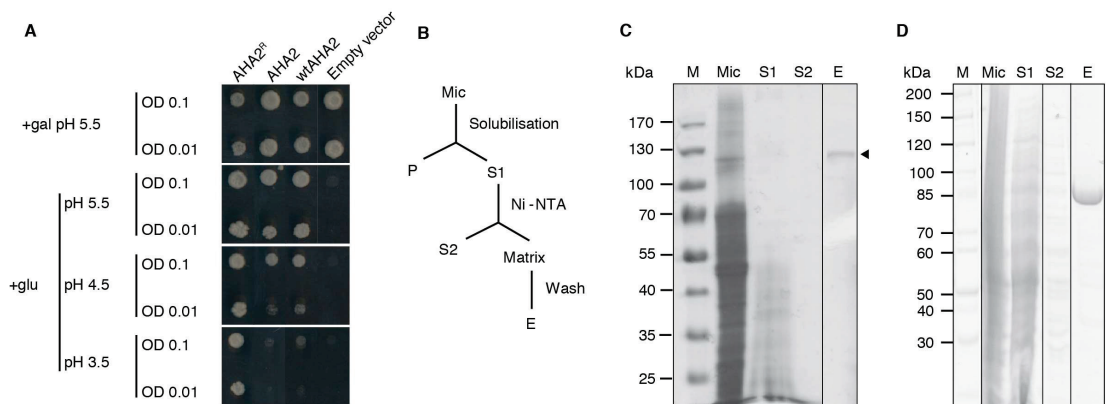 A
AHA2R
AHA2
wtAHA2
Empty vector
+gal pH 5.5
OD 0.1
OD 0.01
+glu
pH 5.5
OD 0.1
OD 0.01
pH 4.5
OD 0.1
OD 0.01
pH 3.5
OD 0.1
OD 0.01
B
Mic
Solubilisation
P
S1
Ni -NTA
S2
Matrix
Wash
E
C
kDa M Mic S1 S2 E
170
130
100
70
55
40
35
25
D
kDa M Mic S1 S2 E
200
150
120
100
85
70
60
50
40
30